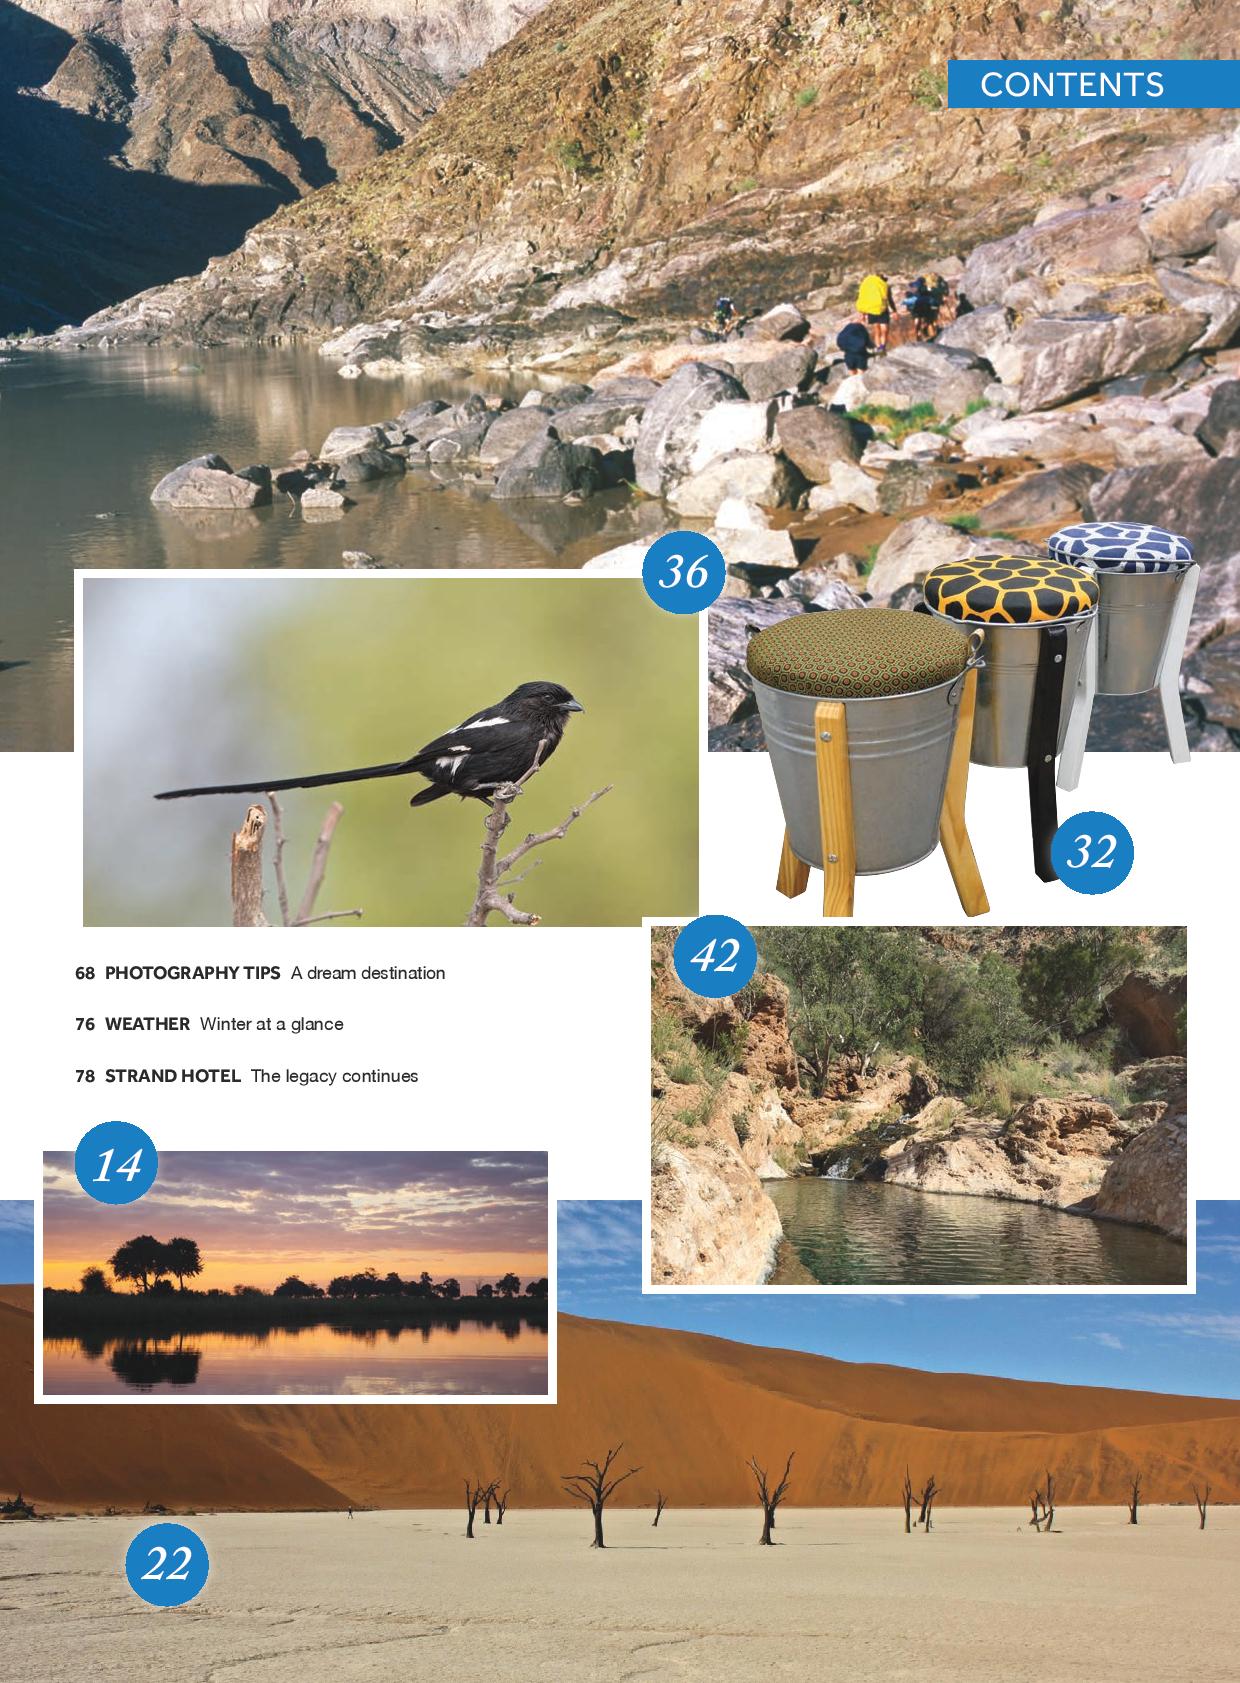 CONTENTS
36
32
42
68 PHOTOGRAPHY TIPS A dream destination
76 WEATHER Winter at a glance
78 STRAND HOTEL The legacy continues
14
22